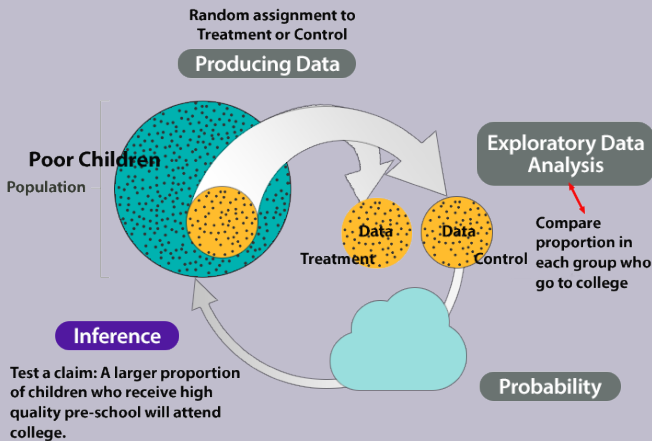 Random assignment to
Treatment or Control
Producing Data
Poor Children
Population
Exploratory Data
Analysis
Data
Data
Treatment
Control
Compare
proportion in
each group who
go to college
Inference
Test a claim: A larger proportion
of children who receive high
quality pre-school will attend
college.
Probability